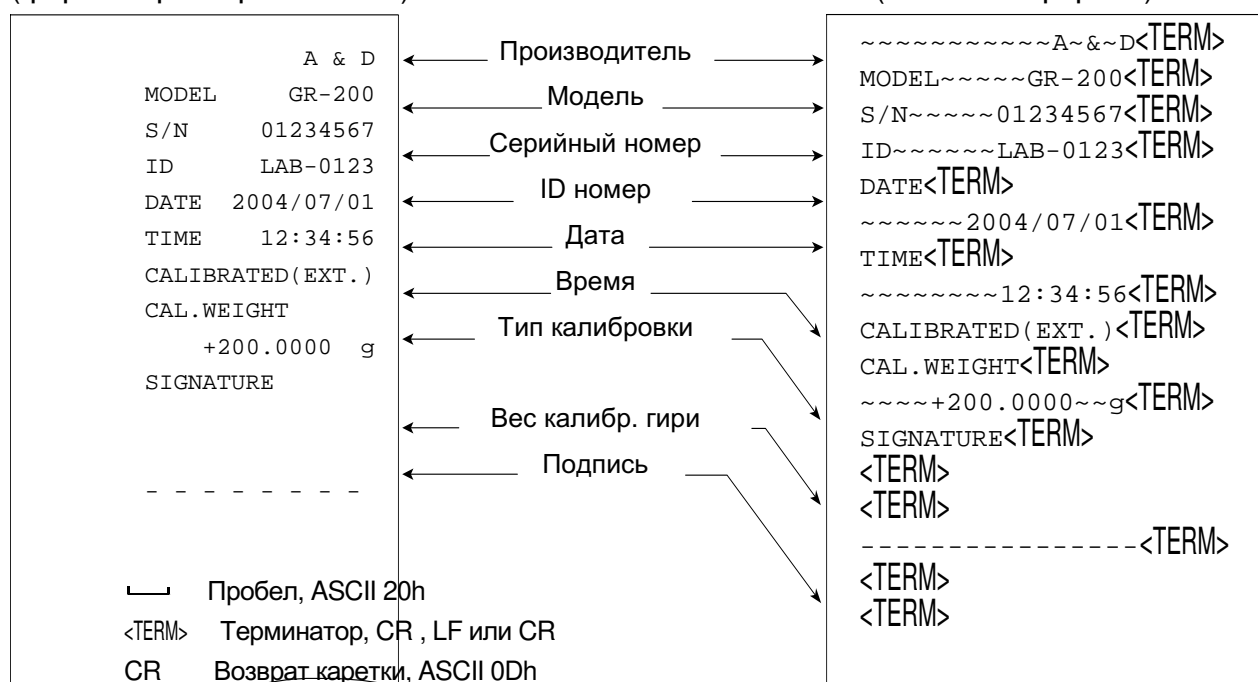 A & D
MODEL GR-200
S/N 01234567
ID LAB-0123
DATE 2004/07/01
TIME 12:34:56
CALIBRATED(EXT.)
CAL.WEIGHT
+200.0000 g
SIGNATURE
- - - - - - - -
Производитель
Модель
Серийный номер
ID номер
Дата
Время
Тип калибровки
Вес калибр. гири
Подпись
~~~~~~~~~~~A~&~D<TERM>
MODEL~~~~~GR-200<TERM>
S/N~~~~~01234567<TERM>
ID~~~~~~LAB-0123<TERM>
DATE<TERM>
~~~~~~2004/07/01<TERM>
TIME<TERM>
~~~~~~~~12:34:56<TERM>
CALIBRATED(EXT.)<TERM>
CAL.WEIGHT<TERM>
~~~~+200.0000~~g<TERM>
SIGNATURE<TERM>
<TERM>
<TERM>
----------------<TERM>
<TERM>
<TERM>
Пробел, ASCII 20h
<TERM> Терминатор, CR , LF или CR
CR Возврат каретки, ASCII 0Dh